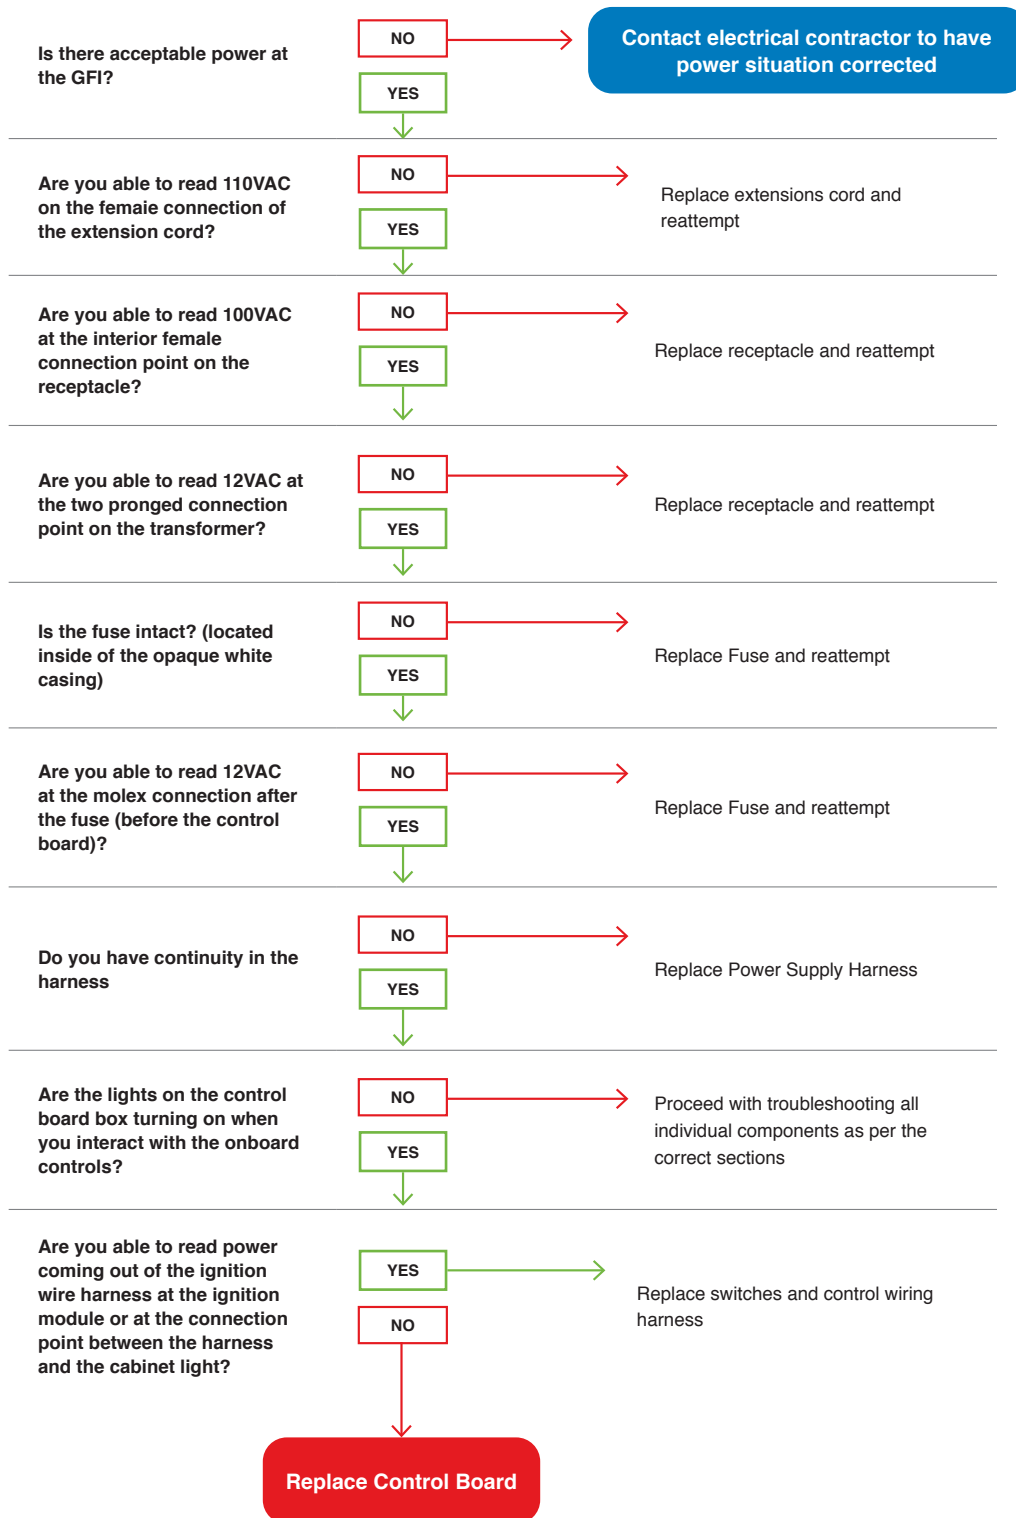 Is there acceptable power at
the GFI?
NO
Contact electrical contractor to have
power situation corrected
YES
Are you able to read 110VAC
on the femaie connection of
the extension cord?
NO
Replace extensions cord and
reattempt
YES
Are you able to read 100VAC
at the interior female
connection point on the
receptacle?
NO
Replace receptacle and reattempt
YES
Are you able to read 12VAC at
the two pronged connection
point on the transformer?
NO
Replace receptacle and reattempt
YES
Is the fuse intact? (located
inside of the opaque white
casing)
NO
Replace Fuse and reattempt
YES
Are you able to read 12VAC
at the molex connection after
the fuse (before the control
board)?
NO
Replace Fuse and reattempt
YES
Do you have continuity in the
harness
NO
Replace Power Supply Harness
YES
Are the lights on the control
board box turning on when
you interact with the onboard
controls?
NO
Proceed with troubleshooting all
individual components as per the
correct sections
YES
Are you able to read power
coming out of the ignition
wire harness at the ignition
module or at the connection
point between the harness
and the cabinet light?
YES
Replace switches and control wiring
harness
NO
Replace Control Board